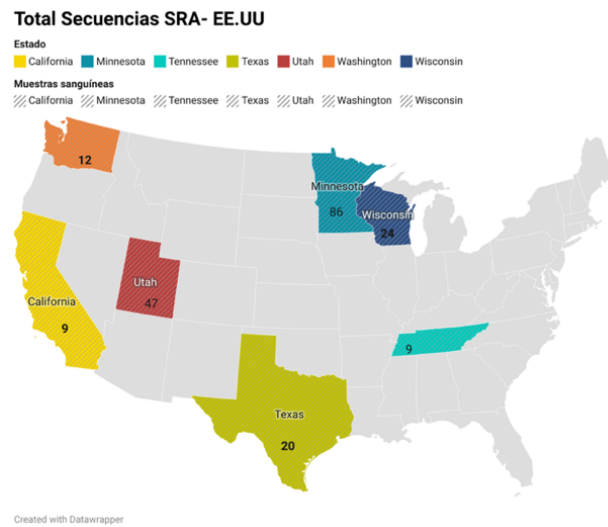 Total Secuencias SRA- EE.UU
Estado
California Minnesota Tennessee Texas Utah Washington Wisconsin
Muestras sanguíneas
California Minnesota Tennessee Texas Utah Washington Wisconsin
12
Minnesota
86
Wisconsin
24
Utah
47
California
9
9
Texas
20
Created with Datawrapper